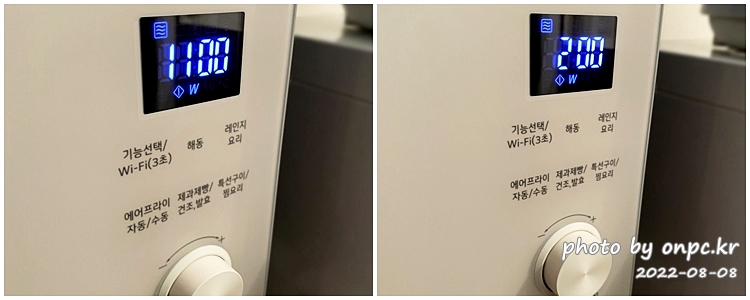 1100
W
기능선택/
Wi-Fi(3초)
해동
레인지
요리
에어프라이
자동/수동
제과제빵/
건조,발효
특선구이/
찜요리
- +
200
W
기능선택/
Wi-Fi(3초)
해동
레인지
요리
에어프라이
자동/수동
제과제빵/
건조,발효
특선구이/
찜요리
- +
photo by onpc.kr
2022-08-08